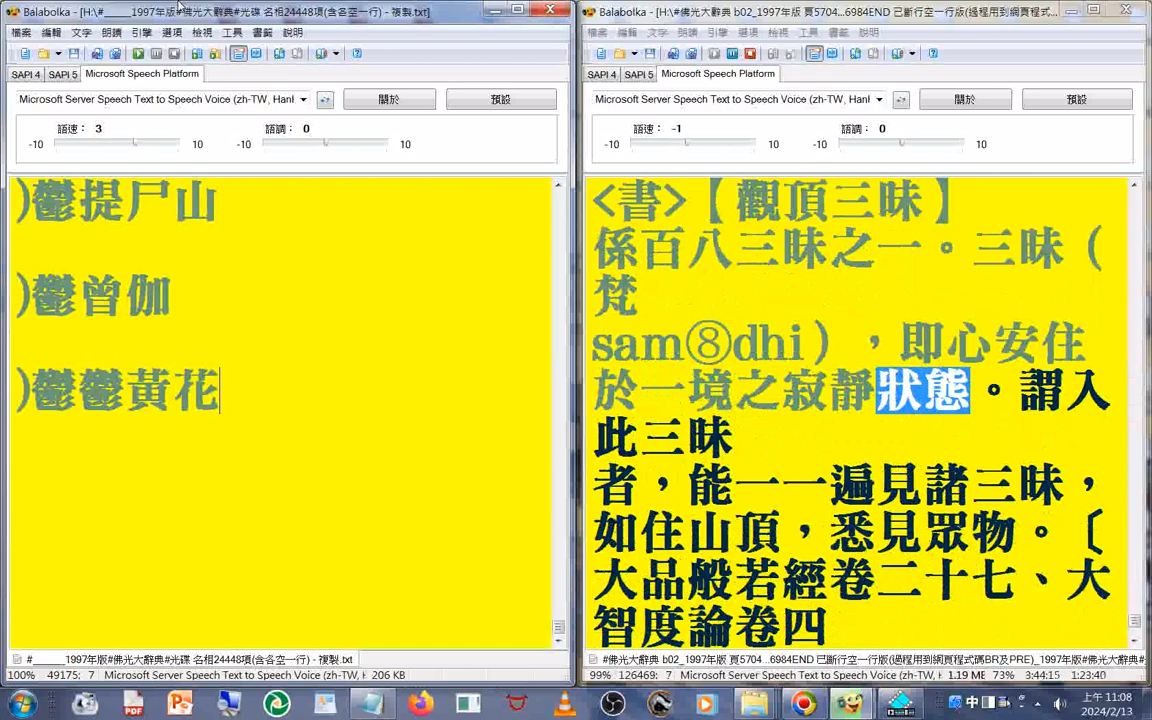 Balabolka - [H:\#_____1997年版#佛光大辭典#光碟 名相24448項(含各空一行) - 複製.txt]
檔案 編輯 文字 朗讀 引擎 選項 檢視 工具 書籤 說明
SAPI 4 SAPI 5 Microsoft Speech Platform
Microsoft Server Speech Text to Speech Voice (zh-TW, Hanl
關於 預設
語速： 3 語調： 0
-10 10 -10 10
)鬱提尸山
)鬱曾伽
)鬱鬱黃花
#_____1997年版#佛光大辭典#光碟 名相24448項(含各空一行) - 複製.txt
100% 49175: 7 Microsoft Server Speech Text to Speech Voice (zh-TW, 206 KB
Balabolka - [H:\#佛光大辭典 b02_1997年版 頁5704...6984END 已斷行空一行版(過程用到網頁程式...
檔案 編輯 文字 朗讀 引擎 選項 檢視 工具 書籤 說明
SAPI 4 SAPI 5 Microsoft Speech Platform
Microsoft Server Speech Text to Speech Voice (zh-TW, Hanl
關於 預設
語速： -1 語調： 0
-10 10 -10 10
<書>【觀頂三昧】
係百八三昧之一。三昧（
梵
sam⑧dhi），即心安住
於一境之寂靜狀態。謂入
此三昧
者，能一一遍見諸三昧，
如住山頂，悉見眾物。〔
大品般若經卷二十七、大
智度論卷四
#佛光大辭典 b02_1997年版 頁5704...6984END 已斷行空一行版(過程用到網頁程式碼BR及PRE)_1997年版#
99% 126469: 7 Microsoft Server Speech Text to Speech Voice (zh-TW, 1.19 MB 73% 3:44:15 1:23:40
中
上午 11:08
2024/2/13